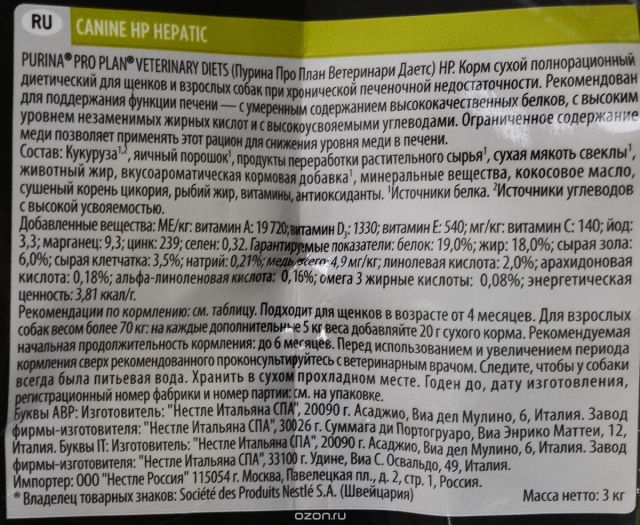 RU CANINE HP HEPATIC
PURINA® PRO PLAN® VETERINARY DIETS (Пурина Про План Ветеринари Даетс) HP. Корм сухой полнорационный
диетический для щенков и взрослых собак при хронической печеночной недостаточности. Рекомендован
для поддержания функции печени — с умеренным содержанием высококачественных белков, с высоким
уровнем незаменимых жирных кислот и с высокоусвояемыми углеводами. Ограниченное содержание
меди позволяет применять этот рацион для снижения уровня меди в печени.
Состав: Кукуруза¹,², яичный порошок¹, продукты переработки растительного сырья¹, сухая мякоть свеклы¹,
животный жир, вкусоароматическая кормовая добавка¹, минеральные вещества, кокосовое масло,
сушеный корень цикория, рыбий жир, витамины, антиоксиданты. ¹Источники белка. ²Источники углеводов
с высокой усвояемостью.
Добавленные вещества: МЕ/кг: витамин А: 19 720; витамин D₃: 1330; витамин Е: 540; мг/кг: витамин С: 140; йод:
3,3; марганец: 9,3; цинк: 239; селен: 0,32. Гарантируемые показатели: белок: 19,0%; жир: 18,0%; сырая зола:
6,0%; сырая клетчатка: 3,5%; натрий: 0,21%; медь всего: 4,9 мг/кг; линолевая кислота: 2,0%; арахидоновая
кислота: 0,18%; альфа-линоленовая кислота: 0,16%; омега 3 жирные кислоты: 0,08%; энергетическая
ценность: 3,81 ккал/г.
Рекомендации по кормлению: см. таблицу. Подходит для щенков в возрасте от 4 месяцев. Для взрослых
собак весом более 70 кг: на каждые дополнительные 5 кг веса добавляйте 20 г сухого корма. Рекомендуемая
начальная продолжительность кормления: до 6 месяцев. Перед использованием и увеличением периода
кормления сверх рекомендованного проконсультируйтесь с ветеринарным врачом. Следите, чтобы у собаки
всегда была питьевая вода. Хранить в сухом прохладном месте. Годен до, дату изготовления,
регистрационный номер фабрики и номер партии: см. на упаковке.
Буквы АВР: Изготовитель: "Нестле Итальяна СПА", 20090 г. Асаджио, Виа дел Мулино, 6, Италия. Завод
фирмы-изготовителя: "Нестле Итальяна СПА", 30026 г. Суммага ди Портогруаро, Виа Энрико Маттеи, 12,
Италия. Буквы IT: Изготовитель: "Нестле Итальяна СПА", 20090 г. Асаджио, Виа дел Мулино, 6, Италия. Завод
фирмы-изготовителя: "Нестле Итальяна СПА", 33100 г. Удине, Виа С. Освальдо, 49, Италия.
Импортер: ООО "Нестле Россия" 115054 г. Москва, Павелецкая пл., д. 2, стр. 1, Россия.
® Владелец товарных знаков: Société des Produits Nestlé S.A. (Швейцария) Масса нетто: 3 кг
ozon.ru